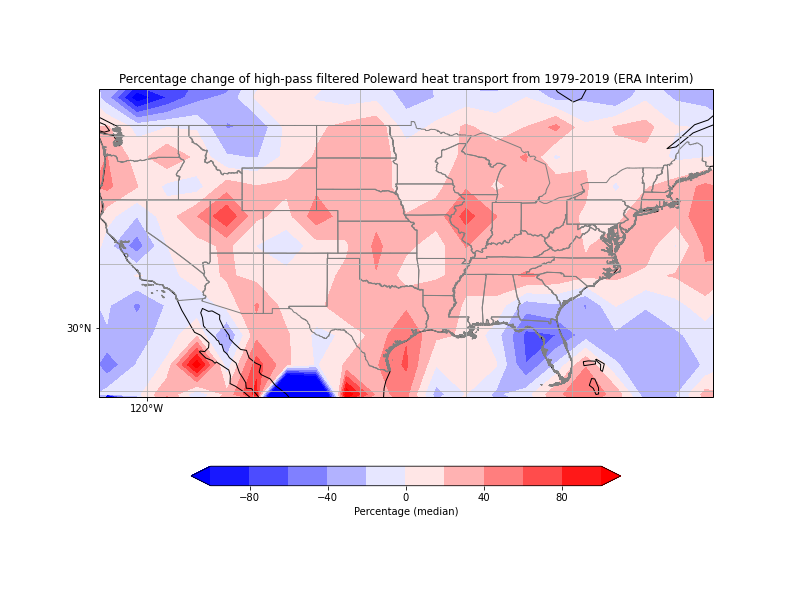 Percentage change of high-pass filtered Poleward heat transport from 1979-2019 (ERA Interim)
30°N
120°W
−80 −40 0 40 80
Percentage (median)